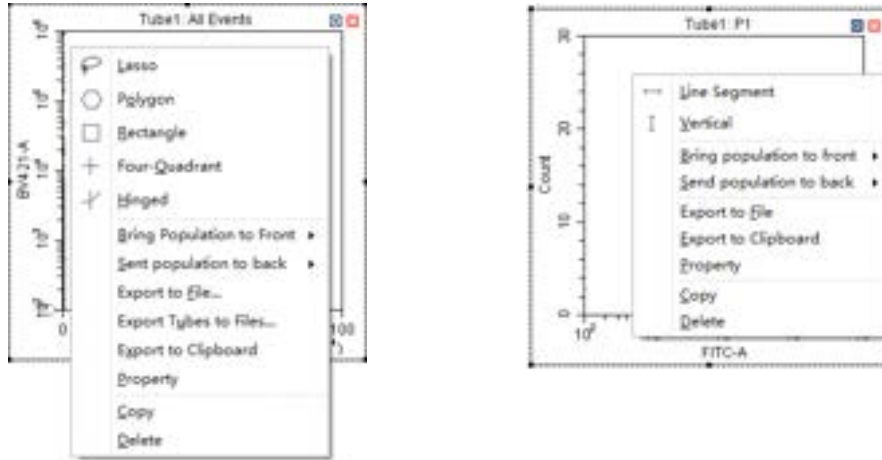 Tube1: All Events
BV421-A
Lasso
Polygon
Rectangle
Four-Quadrant
Hinged
Bring Population to Front
Sent population to back
Export to File...
Export Tubes to Files...
Export to Clipboard
Property
Copy
Delete
0
100
Tube1: P1
Count
30
20
10
0
Line Segment
Vertical
Bring population to front
Send population to back
Export to File
Export to Clipboard
Property
Copy
Delete
FITC-A